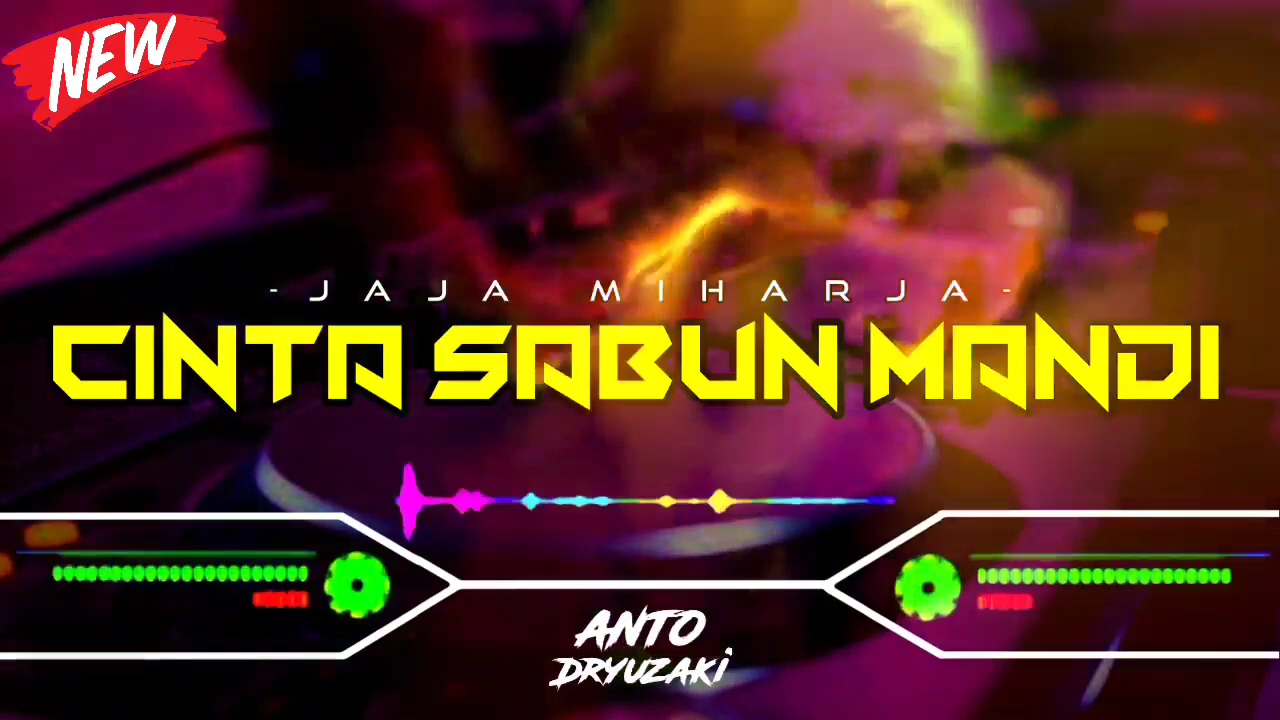 NEW
- JAJA MIHARJA -
CINTA SABUN MANDI
ANTO
DRYUZAKI